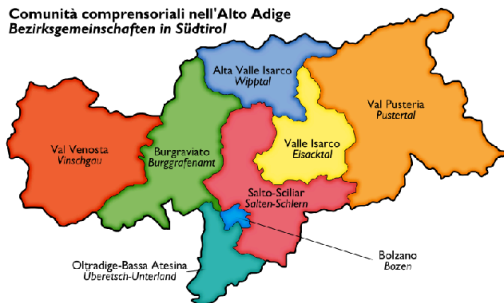 Comunità comprensoriali nell'Alto Adige
Bezirksgemeinschaften in Südtirol
Alta Valle Isarco
Wipptal
Val Pusteria
Pustertal
Val Venosta
Vinschgau
Burgraviato
Burggrafenamt
Valle Isarco
Eisacktal
Salto-Sciliar
Salten-Schlern
Bolzano
Bozen
Oltradige-Bassa Atesina
Überetsch-Unterland